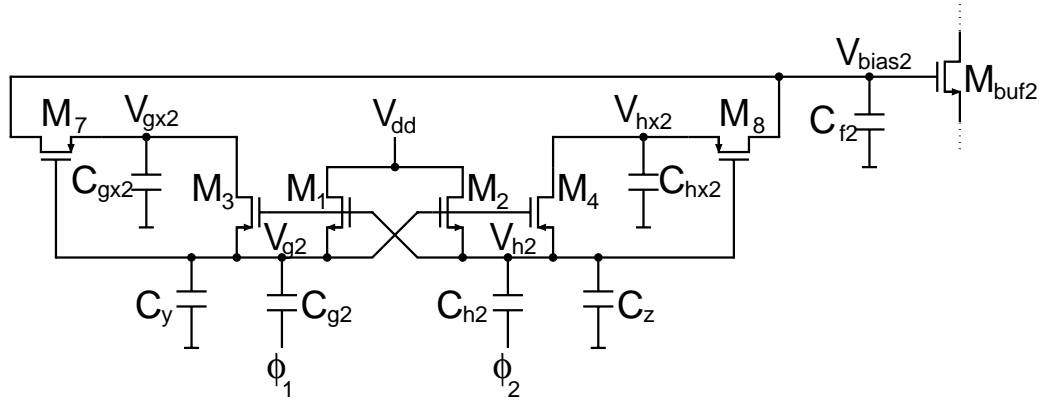 V_bias2
M_buf2
C_f2
M_7
V_gx2
V_dd
V_hx2
M_8
C_gx2
M_3
M_1
M_2
M_4
C_hx2
V_g2
V_h2
C_y
C_g2
C_h2
C_z
ϕ_1
ϕ_2